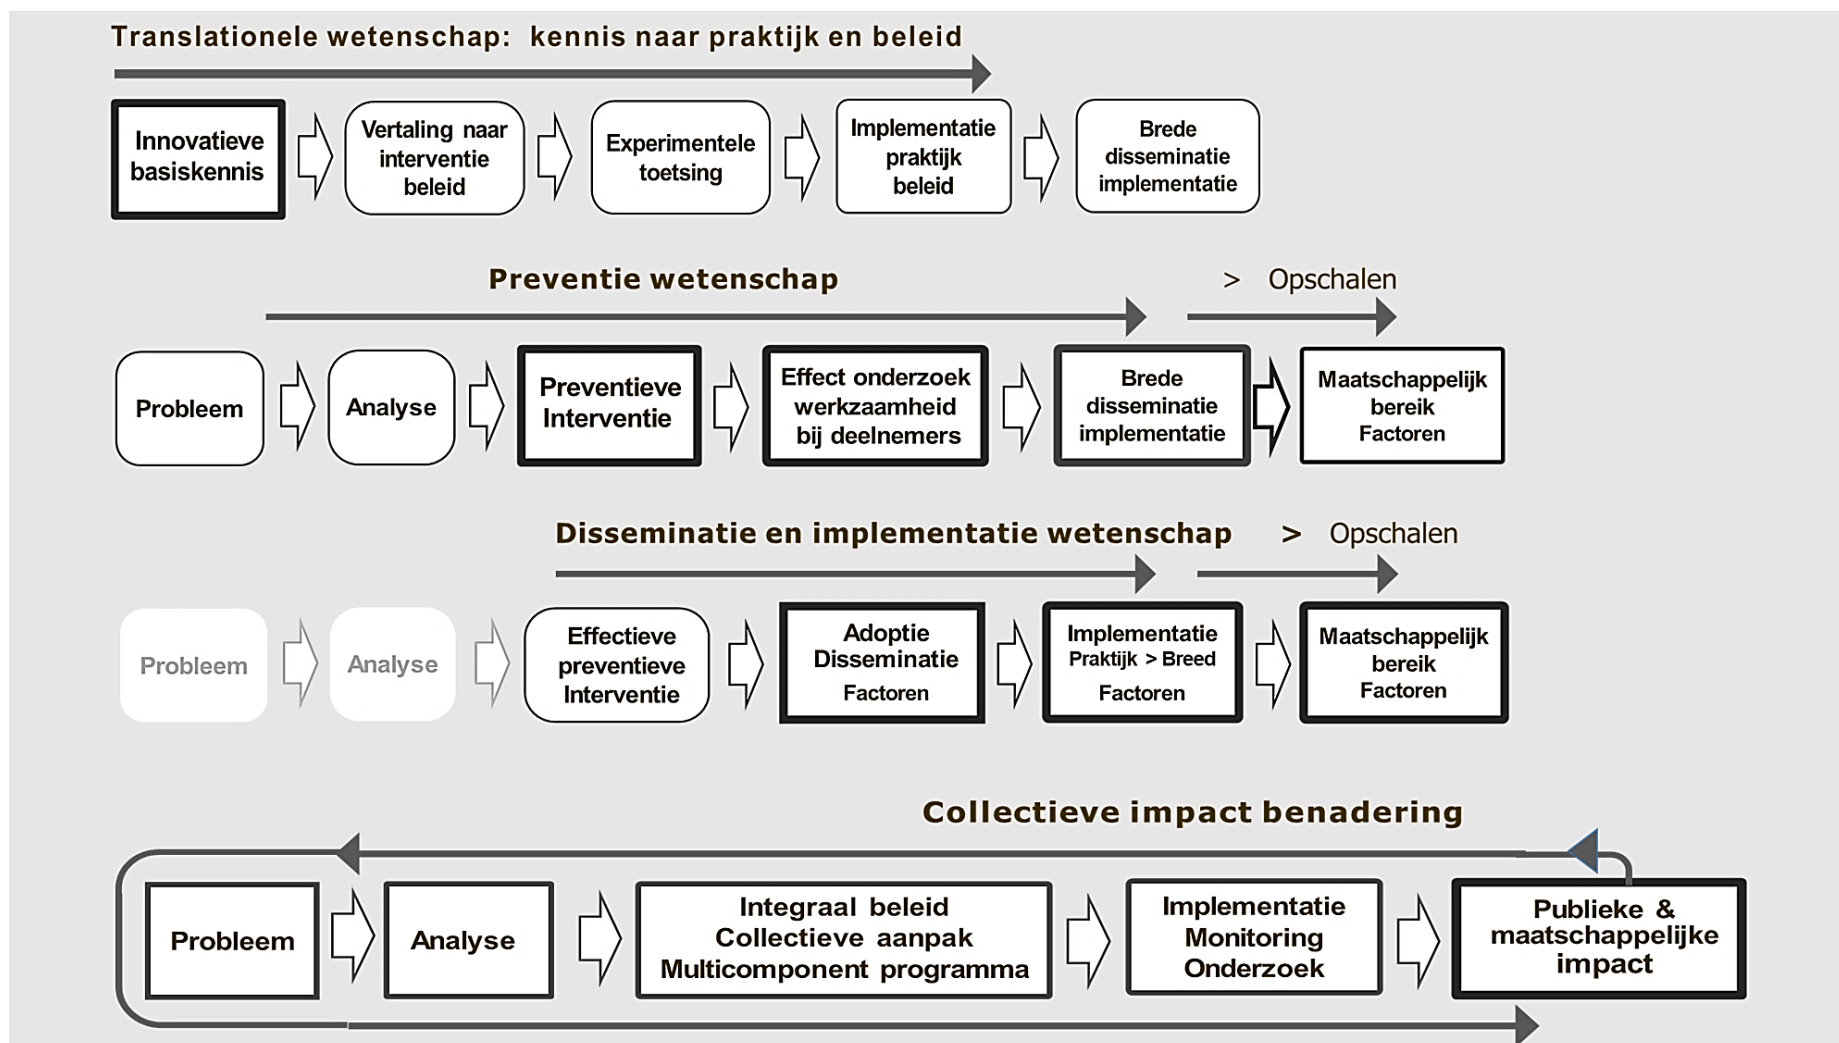 Translationele wetenschap: kennis naar praktijk en beleid
Innovatieve
basiskennis
Vertaling naar
interventie
beleid
Experimentele
toetsing
Implementatie
praktijk
beleid
Brede
disseminatie
implementatie
Preventie wetenschap
> Opschalen
Probleem
Analyse
Preventieve
Interventie
Effect onderzoek
werkzaamheid
bij deelnemers
Brede
disseminatie
implementatie
Maatschappelijk
bereik
Factoren
Disseminatie en implementatie wetenschap
> Opschalen
Probleem
Analyse
Effectieve
preventieve
Interventie
Adoptie
Disseminatie
Factoren
Implementatie
Praktijk > Breed
Factoren
Maatschappelijk
bereik
Factoren
Collectieve impact benadering
Probleem
Analyse
Integraal beleid
Collectieve aanpak
Multicomponent programma
Implementatie
Monitoring
Onderzoek
Publieke &
maatschappelijke
impact